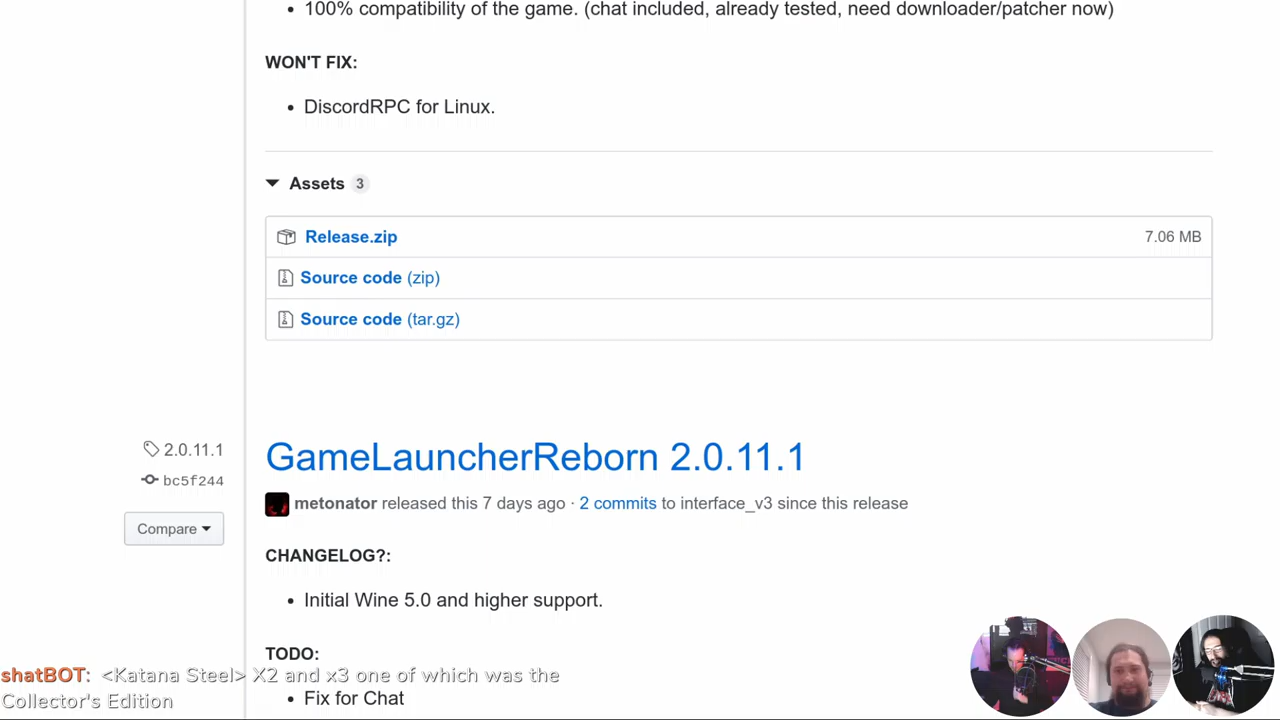 100% compatibility of the game. (chat included, already tested, need downloader/patcher now)
WON'T FIX:
DiscordRPC for Linux.
Assets 3
Release.zip 7.06 MB
Source code (zip)
Source code (tar.gz)
2.0.11.1
bc5f244
Compare
GameLauncherReborn 2.0.11.1
metonator released this 7 days ago · 2 commits to interface_v3 since this release
CHANGELOG?:
Initial Wine 5.0 and higher support.
TODO:
Fix for Chat
shatBOT: <Katana Steel> X2 and x3 one of which was the
Collector's Edition